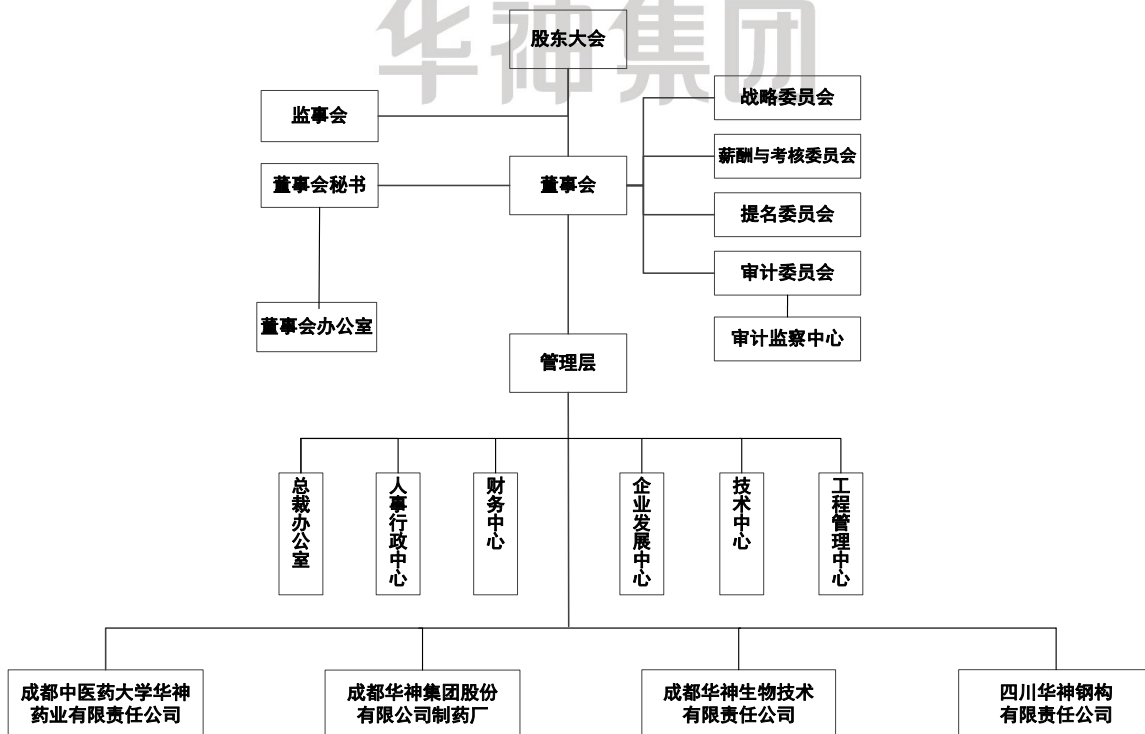 华神集团
股东大会
监事会
战略委员会
薪酬与考核委员会
董事会秘书
董事会
提名委员会
审计委员会
董事会办公室
审计监察中心
管理层
总裁办公室
人事行政中心
财务中心
企业发展中心
技术中心
工程管理中心
成都中医药大学华神
药业有限责任公司
成都华神集团股份
有限公司制药厂
成都华神生物技术
有限责任公司
四川华神钢构
有限责任公司